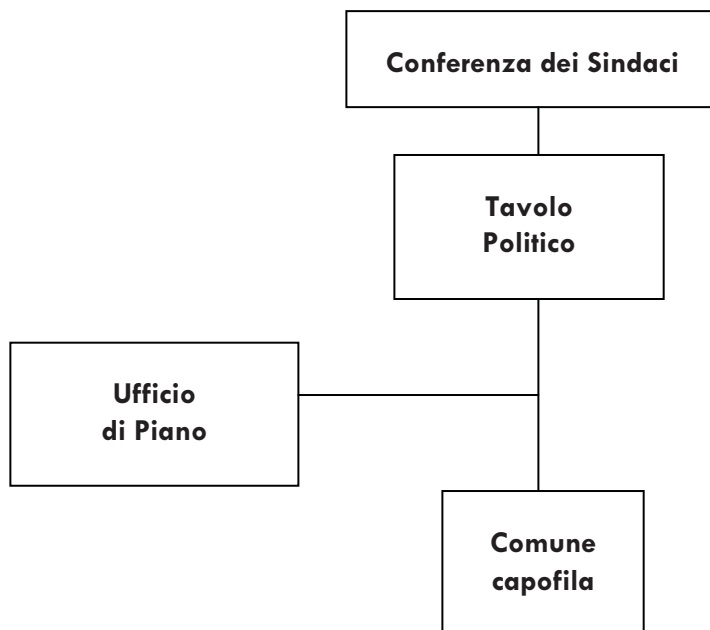 Conferenza dei Sindaci
Tavolo
Politico
Ufficio
di Piano
Comune
capofila